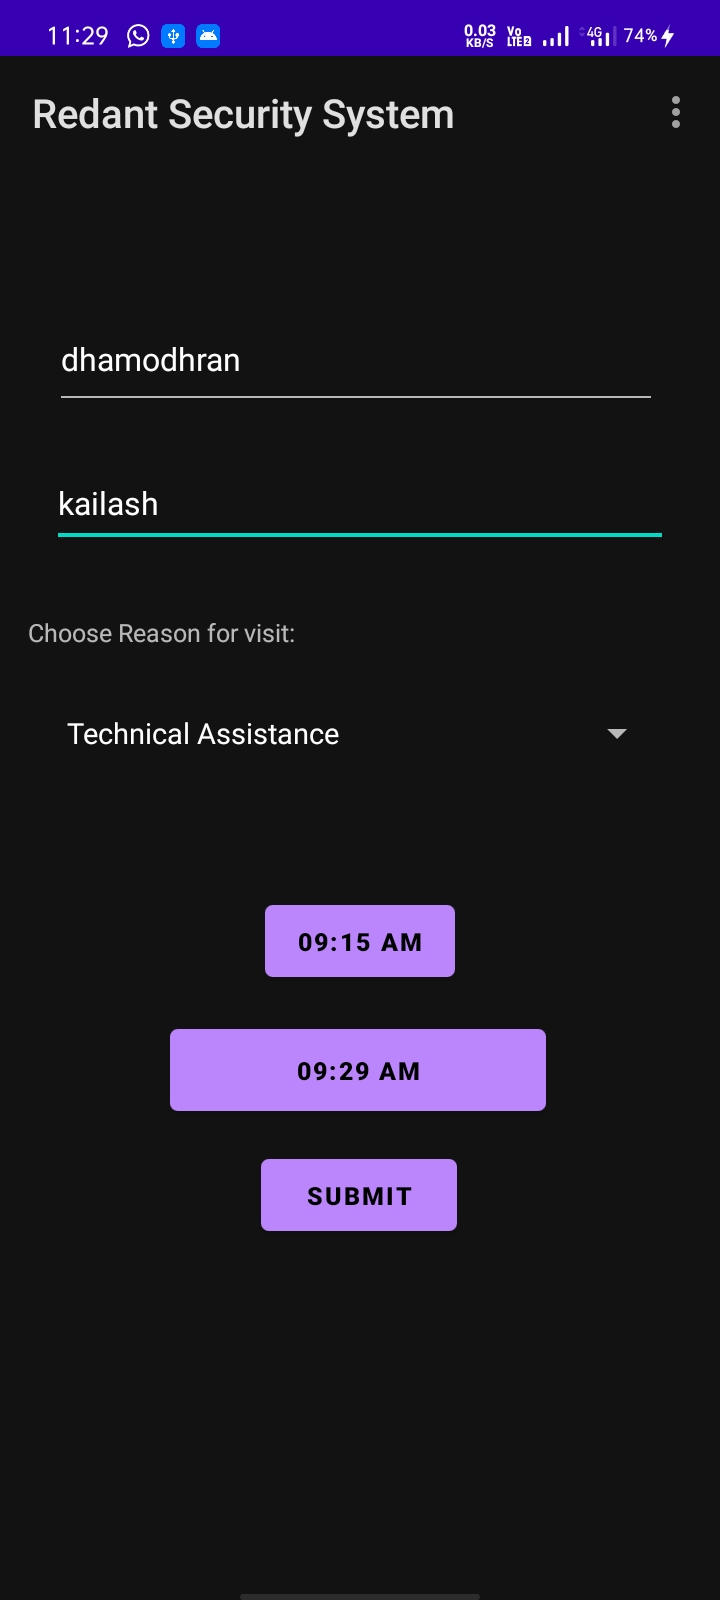 11:29 0.03 KB/S Vo LTE2 4G 74%
Redant Security System
dhamodhran
kailash
Choose Reason for visit:
Technical Assistance
09:15 AM
09:29 AM
SUBMIT